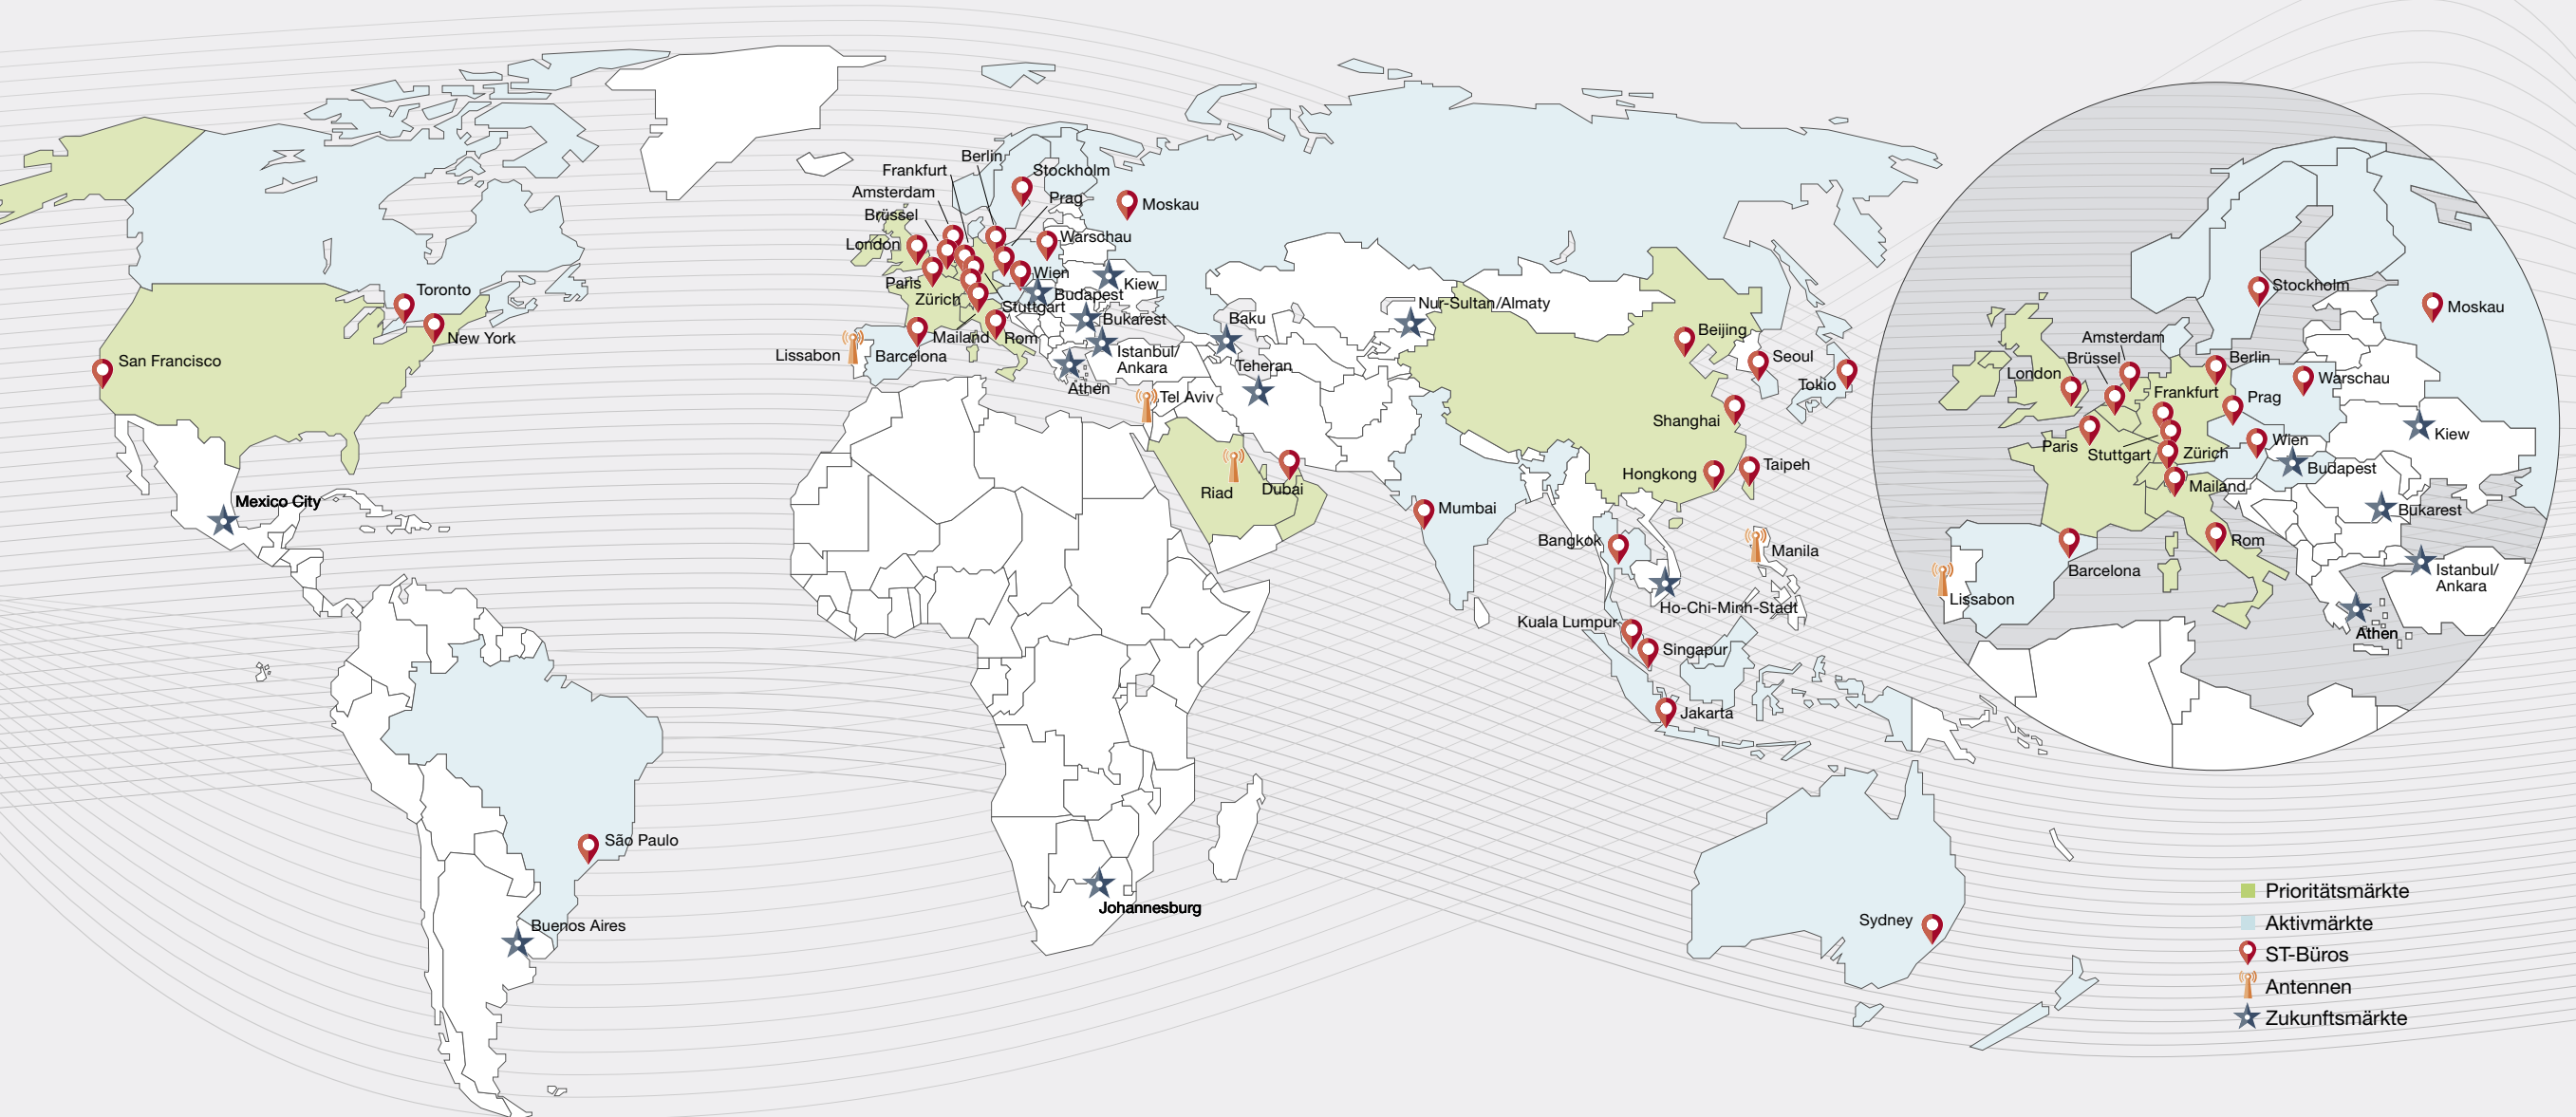 Berlin
Frankfurt
Stockholm
Amsterdam
Prag
Brüssel
Moskau
London
Warschau
Paris
Wien
Kiew
Zürich
Budapest
Stuttgart
Bukarest
Toronto
New York
San Francisco
Lissabon
Barcelona
Mailand
Rom
Istanbul/
Ankara
Athen
Baku
Teheran
Nur-Sultan/Almaty
Tel Aviv
Riad
Dubai
Beijing
Seoul
Tokio
Shanghai
Hongkong
Taipeh
Mumbai
Bangkok
Manila
Ho-Chi-Minh-Stadt
Kuala Lumpur
Singapur
Jakarta
Mexico City
São Paulo
Buenos Aires
Johannesburg
Sydney
Stockholm
Moskau
Amsterdam
Brüssel
Berlin
London
Warschau
Frankfurt
Prag
Paris
Stuttgart
Zürich
Wien
Kiew
Budapest
Mailand
Bukarest
Rom
Barcelona
Istanbul/
Ankara
Lissabon
Athen
Prioritätsmärkte
Aktivmärkte
ST-Büros
Antennen
Zukunftsmärkte